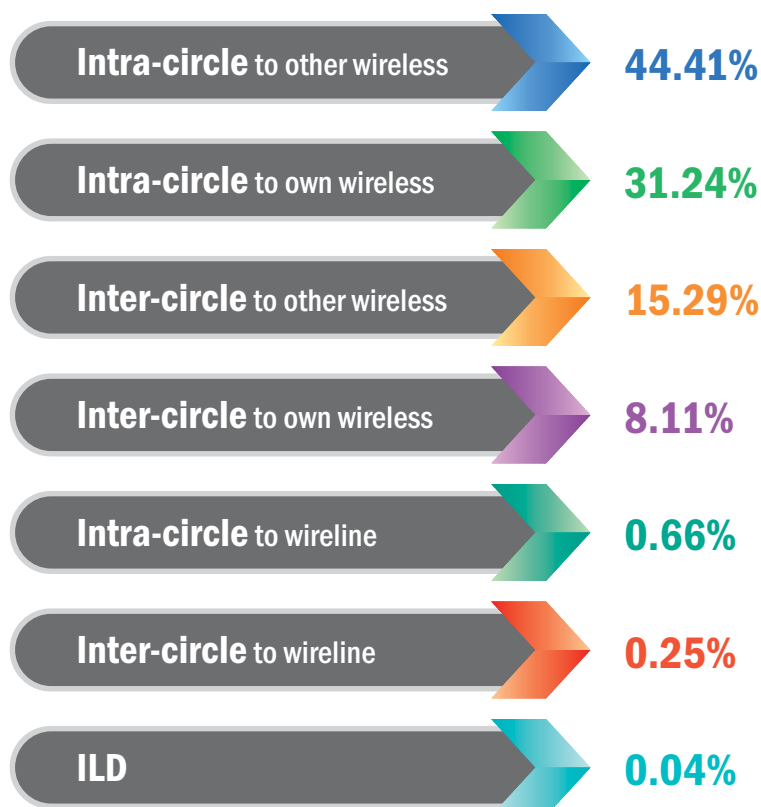 Intra-circle to other wireless 44.41%
Intra-circle to own wireless 31.24%
Inter-circle to other wireless 15.29%
Inter-circle to own wireless 8.11%
Intra-circle to wireline 0.66%
Inter-circle to wireline 0.25%
ILD 0.04%